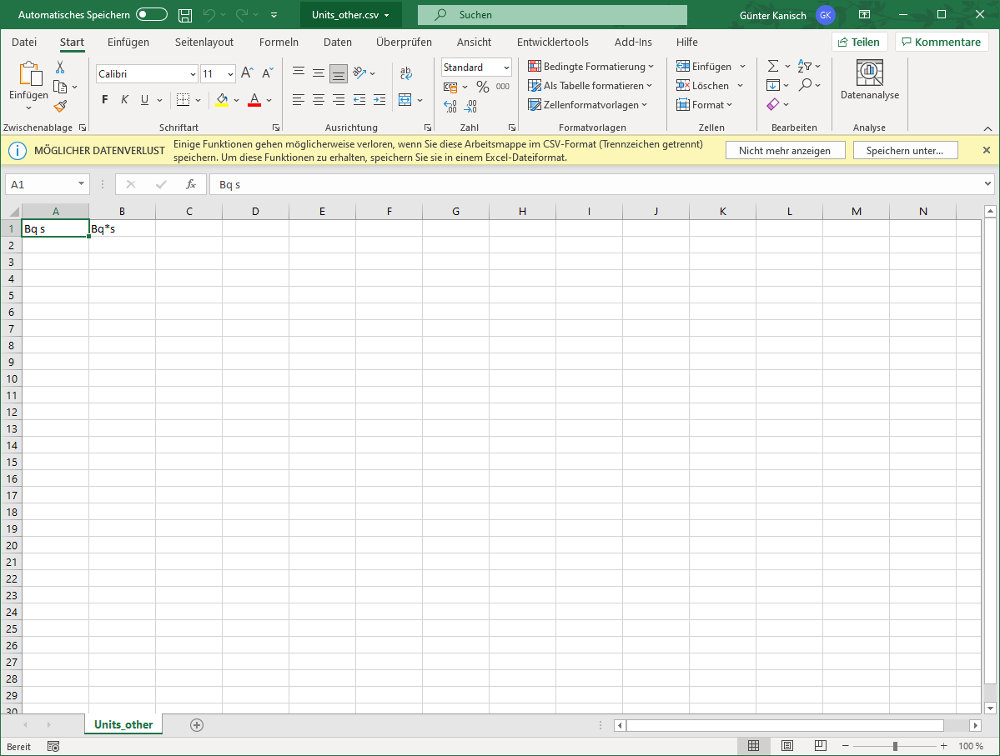 Automatisches Speichern Units_other.csv Suchen Günter Kanisch GK
Datei Start Einfügen Seitenlayout Formeln Daten Überprüfen Ansicht Entwicklertools Add-Ins Hilfe Teilen Kommentare
Einfügen
Calibri 11
F K U A
ab
Standard
% 000
Bedingte Formatierung
Als Tabelle formatieren
Zellenformatvorlagen
Einfügen
Löschen
Format
Datenanalyse
Zwischenablage Schriftart Ausrichtung Zahl Formatvorlagen Zellen Bearbeiten Analyse
MÖGLICHER DATENVERLUST
Einige Funktionen gehen möglicherweise verloren, wenn Sie diese Arbeitsmappe im CSV-Format (Trennzeichen getrennt)
speichern. Um diese Funktionen zu erhalten, speichern Sie sie in einem Excel-Dateiformat.
Nicht mehr anzeigen Speichern unter...
A1 fx Bq s
A B C D E F G H I J K L M N
1 Bq s Bq*s
2
3
4
5
6
7
8
9
10
11
12
13
14
15
16
17
18
19
20
21
22
23
24
25
26
27
28
29
30
Units_other
Bereit 100 %